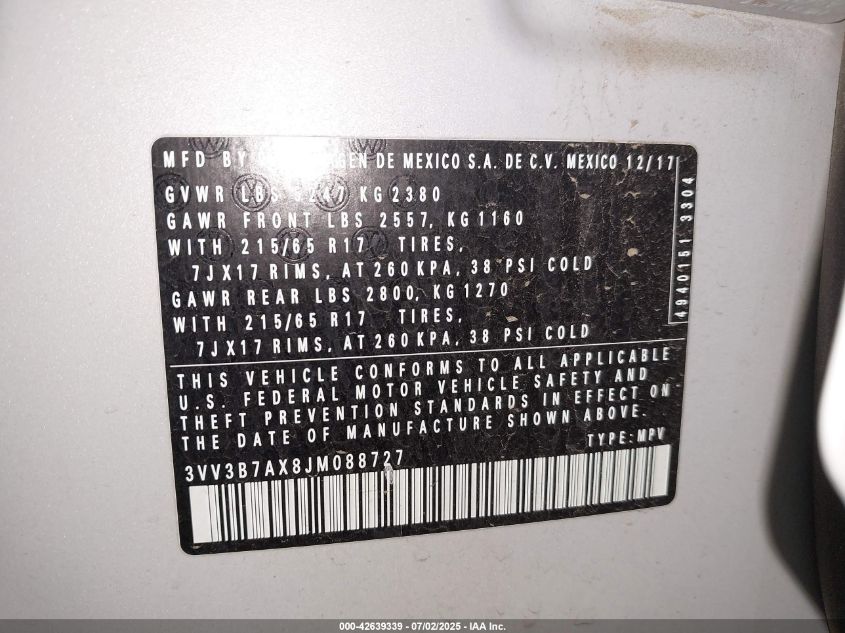 MFD BY DE MEXICO S.A. DE C.V. MEXICO 12/17
GVWR LBS 5247 KG 2380
GAWR FRONT LBS 2557, KG 1160
WITH 215/65 R17 TIRES,
7JX17 RIMS, AT 260 KPA, 38 PSI COLD
GAWR REAR LBS 2800, KG 1270
WITH 215/65 R17 TIRES,
7JX17 RIMS, AT 260 KPA, 38 PSI COLD
4940151 3304
THIS VEHICLE CONFORMS TO ALL APPLICABLE
U.S. FEDERAL MOTOR VEHICLE SAFETY AND
THEFT PREVENTION STANDARDS IN EFFECT ON
THE DATE OF MANUFACTURE SHOWN ABOVE.
TYPE: MPV
3VV3B7AX8JM088727
000-42639339 - 07/02/2025 - IAA Inc.